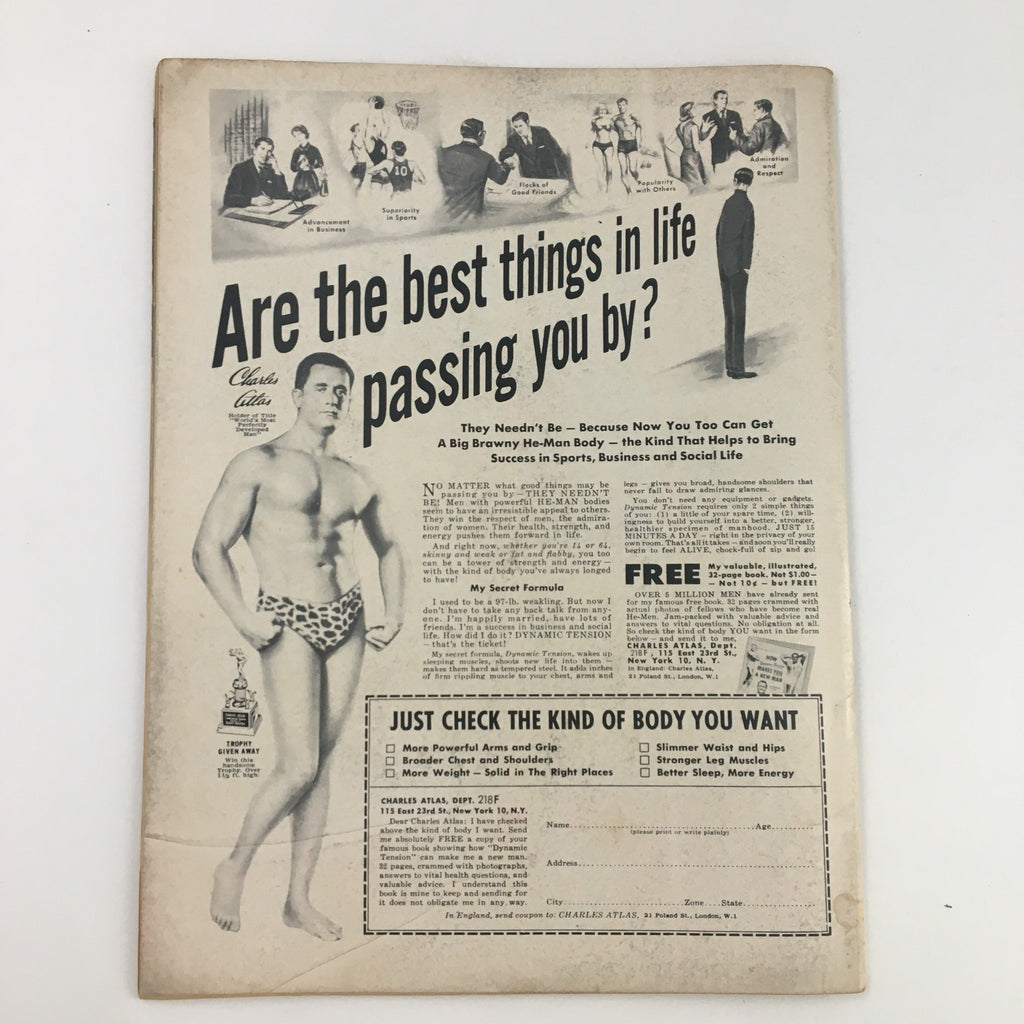 Advancement
in Business
Superiority
in Sports
10
Flocks of
Good Friends
Popularity
with Others
Admiration
and
Respect
Are the best things in life
passing you by?
Charles
Atlas
Holder of Title
"World's Most
Perfectly
Developed
Man"
They Needn't Be — Because Now You Too Can Get
A Big Brawny He-Man Body — the Kind That Helps to Bring
Success in Sports, Business and Social Life
NO MATTER what good things may be
passing you by—THEY NEEDN'T
BE! Men with powerful HE-MAN bodies
seem to have an irresistible appeal to others.
They win the respect of men, the admira-
tion of women. Their health, strength, and
energy pushes them forward in life.
And right now, whether you're 14 or 64,
skinny and weak or fat and flabby, you too
can be a tower of strength and energy—
with the kind of body you've always longed
to have!
My Secret Formula
I used to be a 97-lb. weakling. But now I
don't have to take any back talk from any-
one. I'm happily married, have lots of
friends. I'm a success in business and social
life. How did I do it? DYNAMIC TENSION
—that's the ticket!
My secret formula, Dynamic Tension, wakes up
sleeping muscles, shoots new life into them—
makes them hard as tempered steel. It adds inches
of firm rippling muscle to your chest, arms and
legs — gives you broad, handsome shoulders that
never fail to draw admiring glances.
You don't need any equipment or gadgets.
Dynamic Tension requires only 2 simple things
of you: (1) a little of your spare time, (2) will-
ingness to build yourself into a better, stronger,
healthier specimen of manhood. JUST 15
MINUTES A DAY — right in the privacy of your
own room. That's all it takes—and soon you'll really
begin to feel ALIVE, chock-full of zip and go!
FREE My valuable, illustrated,
32-page book. Not $1.00—
— Not 10¢ — but FREE!
OVER 5 MILLION MEN have already sent
for my famous free book. 32 pages crammed with
actual photos of fellows who have become real
He-Men. Jam-packed with valuable advice and
answers to vital questions. No obligation at all.
So check the kind of body YOU want in the form
below — and send it to me,
CHARLES ATLAS, Dept.
218F, 115 East 23rd St.,
New York 10, N. Y.
In England: Charles Atlas,
21 Poland St., London, W.1
TROPHY
GIVEN AWAY
Win this
handsome
Trophy. Over
1½ ft. high.
JUST CHECK THE KIND OF BODY YOU WANT
More Powerful Arms and Grip
Broader Chest and Shoulders
More Weight — Solid in The Right Places
Slimmer Waist and Hips
Stronger Leg Muscles
Better Sleep, More Energy
CHARLES ATLAS, DEPT. 218F
115 East 23rd St., New York 10, N.Y.
Dear Charles Atlas: I have checked
above the kind of body I want. Send
me absolutely FREE a copy of your
famous book showing how "Dynamic
Tension" can make me a new man.
32 pages, crammed with photographs,
answers to vital health questions, and
valuable advice. I understand this
book is mine to keep and sending for
it does not obligate me in any way.
Name..........Age..........
(please print or write plainly)
Address..........
City..........Zone....State..........
In England, send coupon to: CHARLES ATLAS, 21 Poland St., London, W.1